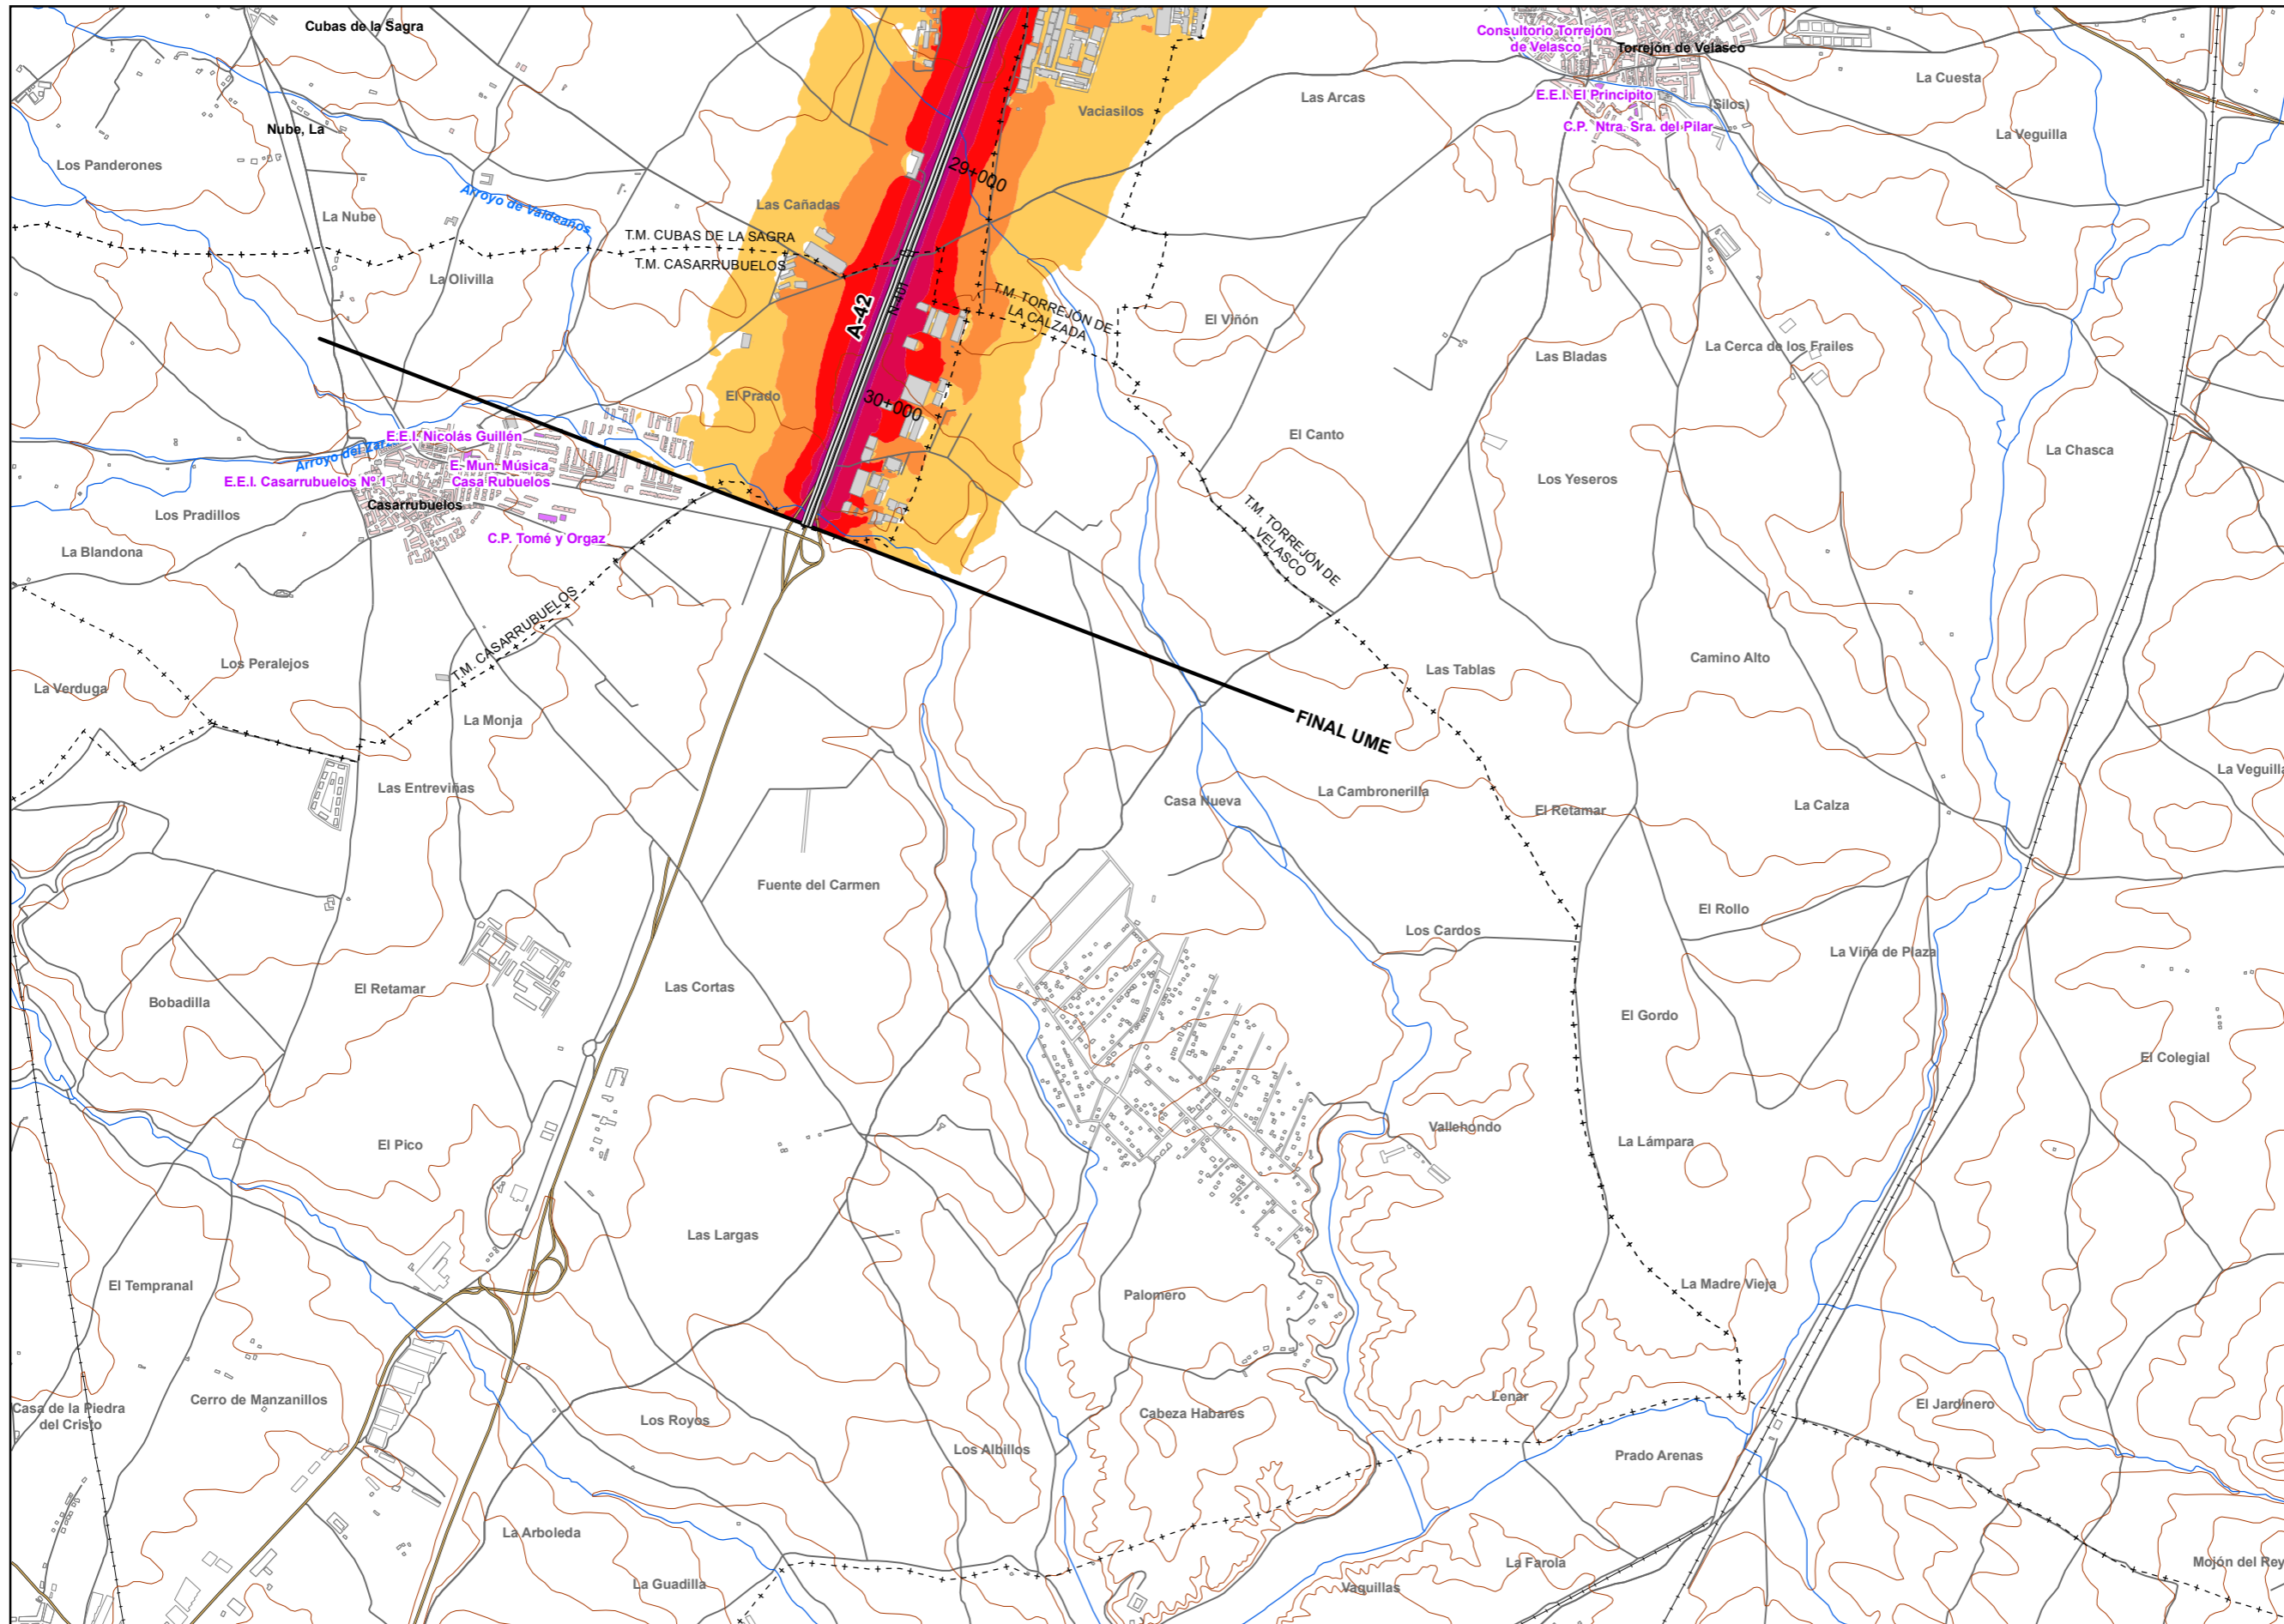 Cubas de la Sagra
Consultorio Torrejón
de Velasco
Torrejón de Velasco
La Cuesta
E.E.I. El Principito
(Silos)
C.P. Ntra. Sra. del Pilar
Las Arcas
Vaciasilos
La Veguilla
Nube, La
Los Panderones
29+000
Arroyo de Valdeaños
La Nube
Las Cañadas
T.M. CUBAS DE LA SAGRA
T.M. CASARRUBUELOS
La Olivilla
A-42
N-401
T.M. TORREJÓN DE
LA CALZADA
El Viñón
Las Bladas
La Cerca de los Frailes
El Prado
30+000
El Canto
La Chasca
E.E.I. Nicolás Guillén
E. Mun. Música
Casa Rubuelos
E.E.I. Casarrubuelos Nº 1
Casarrubuelos
Los Pradillos
C.P. Tomé y Orgaz
Los Yeseros
T.M. TORREJÓN DE
VELASCO
La Blandona
T.M. CASARRUBUELOS
Los Peralejos
La Verduga
La Monja
Las Tablas
Camino Alto
FINAL UME
Las Entreviñas
Casa Nueva
La Cambronerilla
El Retamar
La Calza
La Veguilla
Fuente del Carmen
El Rollo
Los Cardos
La Viña de Plaza
Bobadilla
El Retamar
Las Cortas
El Gordo
El Colegial
El Pico
Vallehondo
La Lámpara
Las Largas
El Tempranal
Palomero
La Madre Vieja
Cerro de Manzanillos
Casa de la Piedra
del Cristo
Los Royos
Cabeza Habares
Lenar
El Jardinero
Los Albillos
Prado Arenas
La Arboleda
La Guadilla
Vaquillas
La Farola
Mojón del Rey